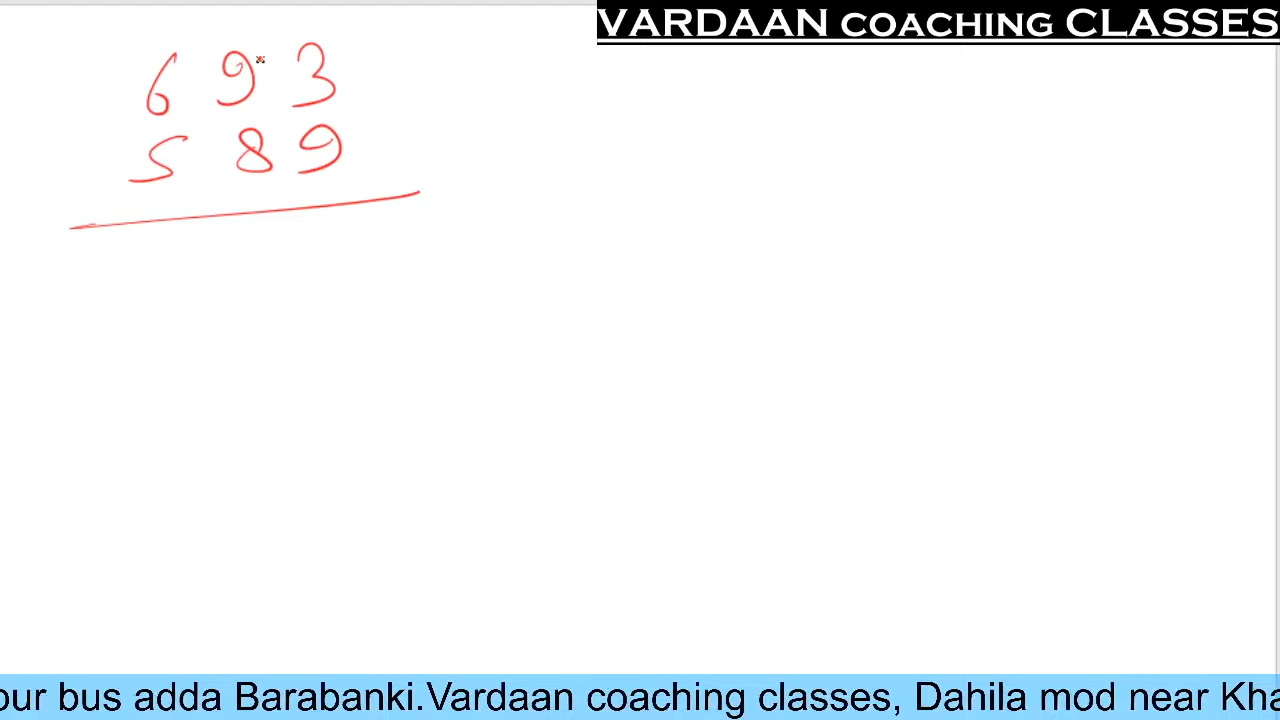 VARDAAN COACHING CLASSES
6 9 3
5 8 9
our bus adda Barabanki.Vardaan coaching classes, Dahila mod near Kha